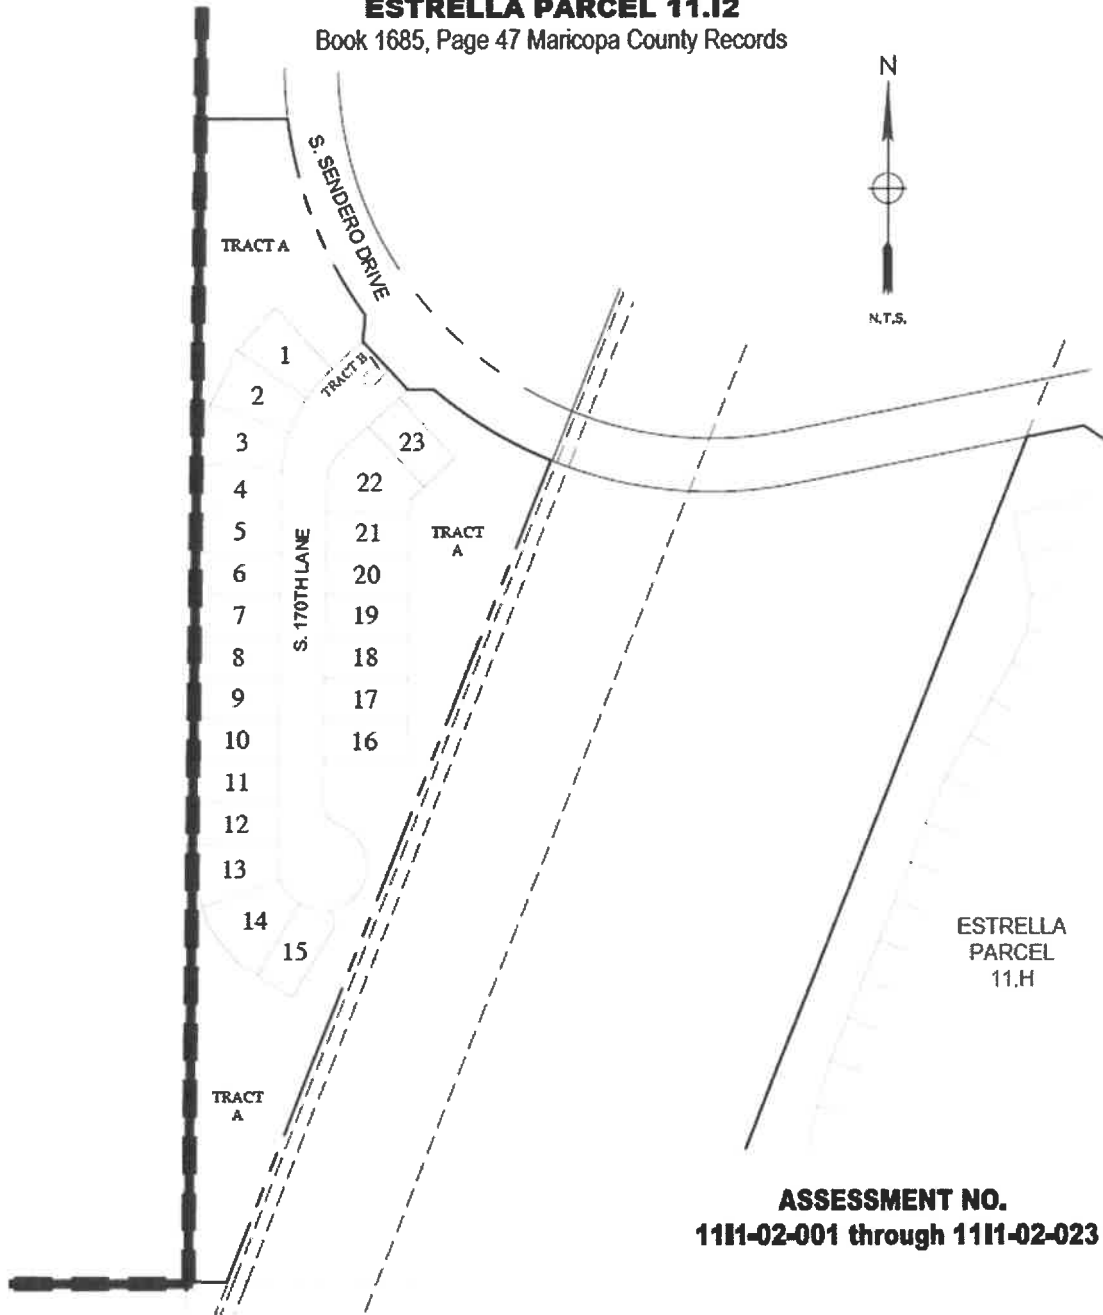 ESTRELLA PARCEL 11.I2
Book 1685, Page 47 Maricopa County Records
N
N.T.S.
S. SENDERO DRIVE
TRACT A
1
TRACT B
2
3
23
4
22
5
21
TRACT
A
6
20
S. 170TH LANE
7
19
8
18
9
17
10
16
11
12
13
14
15
ESTRELLA
PARCEL
11.H
TRACT
A
ASSESSMENT NO.
11I1-02-001 through 11I1-02-023